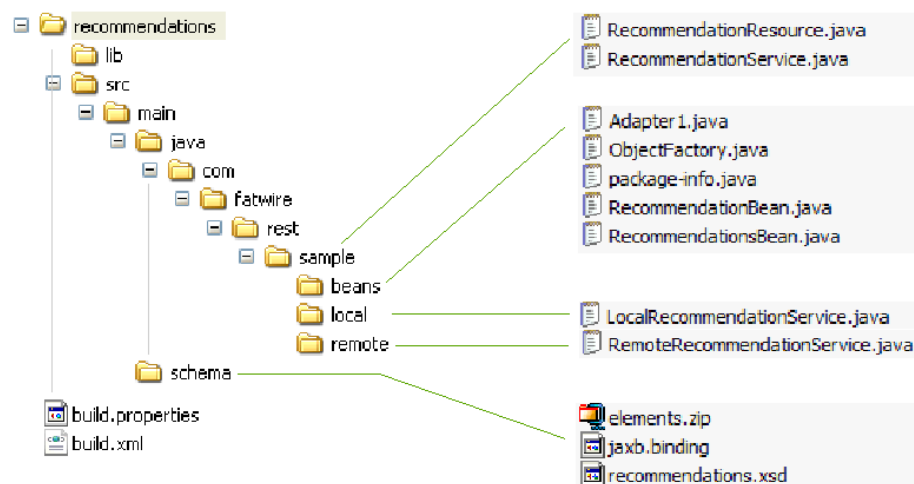 recommendations
lib
src
main
java
com
fatwire
rest
sample
beans
local
remote
schema
build.properties
build.xml
RecommendationResource.java
RecommendationService.java
Adapter1.java
ObjectFactory.java
package-info.java
RecommendationBean.java
RecommendationsBean.java
LocalRecommendationService.java
RemoteRecommendationService.java
elements.zip
jaxb.binding
recommendations.xsd